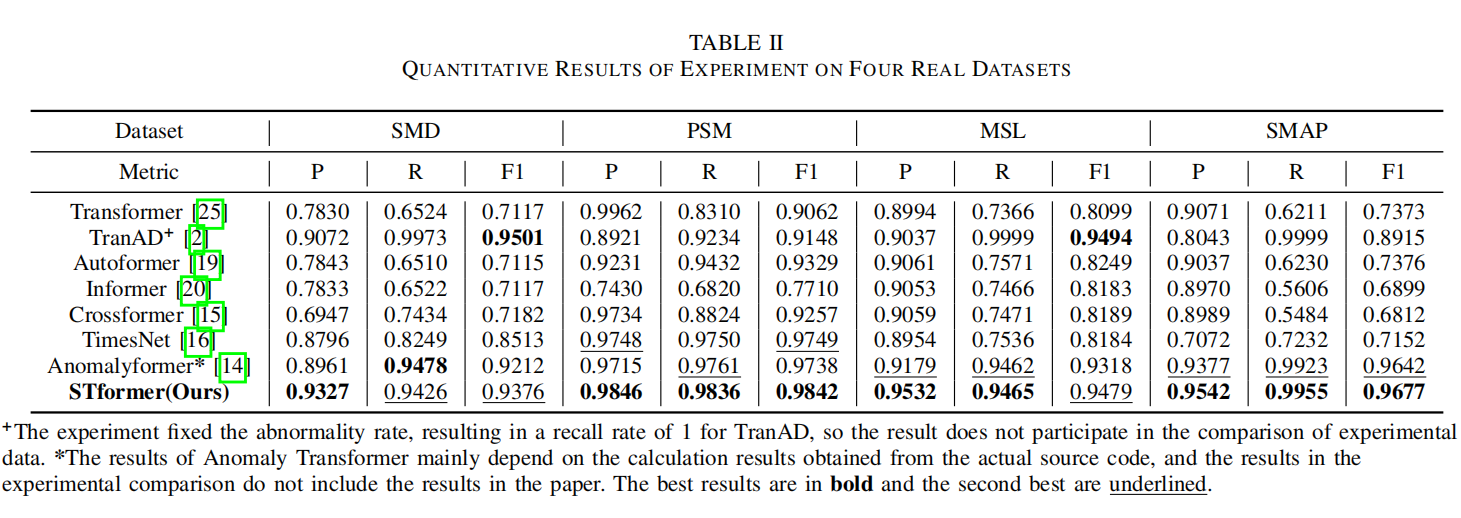 TABLE II
QUANTITATIVE RESULTS OF EXPERIMENT ON FOUR REAL DATASETS
Dataset SMD PSM MSL SMAP
Metric P R F1 P R F1 P R F1 P R F1
Transformer [25] 0.7830 0.6524 0.7117 0.9962 0.8310 0.9062 0.8994 0.7366 0.8099 0.9071 0.6211 0.7373
TranAD+ [2] 0.9072 0.9973 0.9501 0.8921 0.9234 0.9148 0.9037 0.9999 0.9494 0.8043 0.9999 0.8915
Autoformer [19] 0.7843 0.6510 0.7115 0.9231 0.9432 0.9329 0.9061 0.7571 0.8249 0.9037 0.6230 0.7376
Informer [20] 0.7833 0.6522 0.7117 0.7430 0.6820 0.7710 0.9053 0.7466 0.8183 0.8970 0.5606 0.6899
Crossformer [15] 0.6947 0.7434 0.7182 0.9734 0.8824 0.9257 0.9059 0.7471 0.8189 0.8989 0.5484 0.6812
TimesNet [16] 0.8796 0.8249 0.8513 0.9748 0.9750 0.9749 0.8954 0.7536 0.8184 0.7072 0.7232 0.7152
Anomalyformer* [14] 0.8961 0.9478 0.9212 0.9715 0.9761 0.9738 0.9179 0.9462 0.9318 0.9377 0.9923 0.9642
STformer(Ours) 0.9327 0.9426 0.9376 0.9846 0.9836 0.9842 0.9532 0.9465 0.9479 0.9542 0.9955 0.9677
+The experiment fixed the abnormality rate, resulting in a recall rate of 1 for TranAD, so the result does not participate in the comparison of experimental
data. *The results of Anomaly Transformer mainly depend on the calculation results obtained from the actual source code, and the results in the
experimental comparison do not include the results in the paper. The best results are in bold and the second best are underlined.